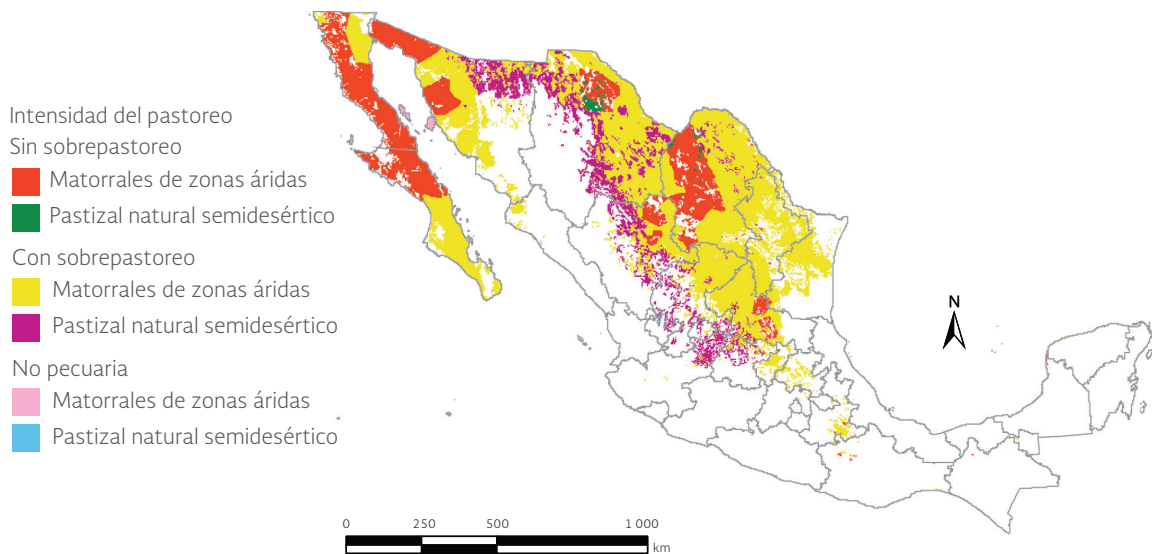 Intensidad del pastoreo
Sin sobrepastoreo
Matorrales de zonas áridas
Pastizal natural semidesértico
Con sobrepastoreo
Matorrales de zonas áridas
Pastizal natural semidesértico
No pecuaria
Matorrales de zonas áridas
Pastizal natural semidesértico
N
0 250 500 1 000
km